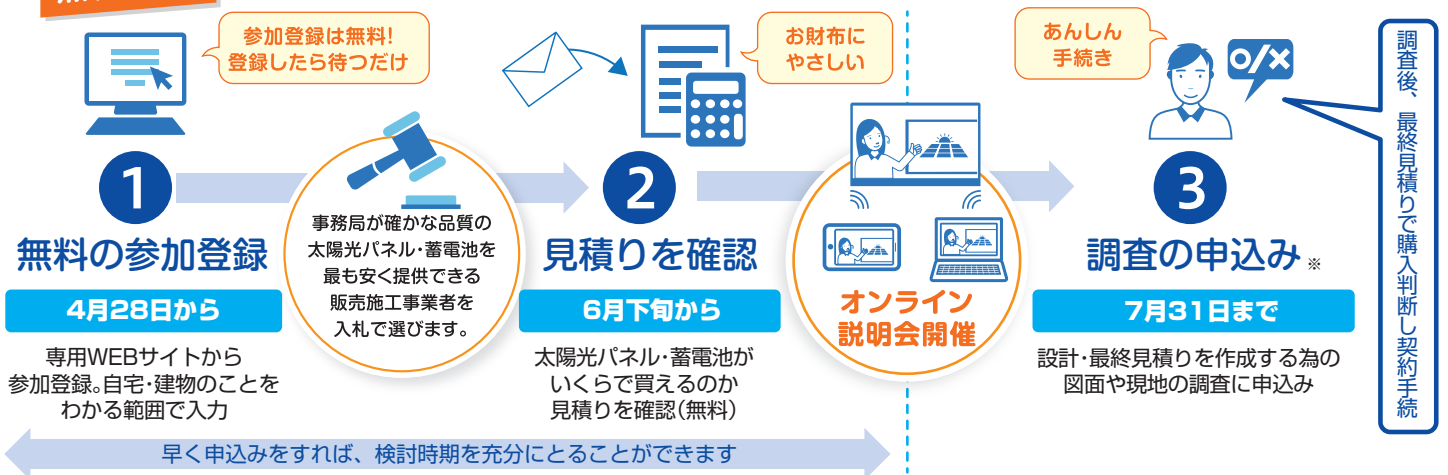 参加登録は無料!
登録したら待つだけ
お財布に
やさしい
あんしん
手続き
○/×
1
無料の参加登録
4月28日から
専用WEBサイトから
参加登録。自宅・建物のことを
わかる範囲で入力
事務局が確かな品質の
太陽光パネル・蓄電池を
最も安く提供できる
販売施工事業者を
入札で選びます。
2
見積りを確認
6月下旬から
太陽光パネル・蓄電池が
いくらで買えるのか
見積りを確認(無料)
オンライン
説明会開催
3
調査の申込み※
7月31日まで
設計・最終見積りを作成する為の
図面や現地の調査に申込み
調査後、最終見積りで購入判断し契約手続
早く申込みをすれば、検討時期を充分にとることができます